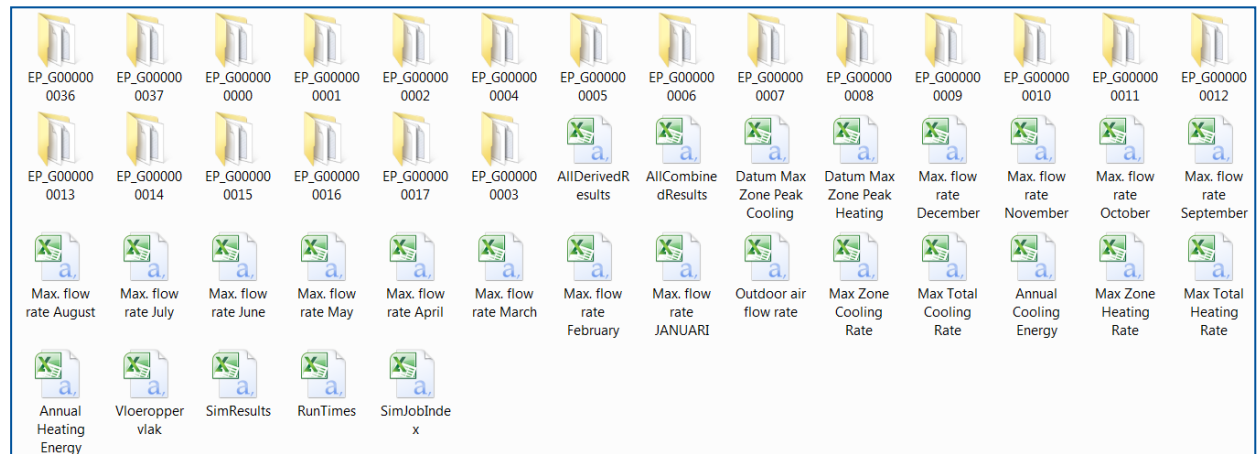 EP_G00000 EP_G00000 EP_G00000 EP_G00000 EP_G00000 EP_G00000 EP_G00000 EP_G00000 EP_G00000 EP_G00000 EP_G00000 EP_G00000 EP_G00000 EP_G00000
0036 0037 0000 0001 0002 0004 0005 0006 0007 0008 0009 0010 0011 0012
EP_G00000 EP_G00000 EP_G00000 EP_G00000 EP_G00000 EP_G00000 AllDerivedR AllCombine Datum Max Datum Max Max. flow Max. flow Max. flow Max. flow
0013 0014 0015 0016 0017 0003 esults dResults Zone Peak Zone Peak rate rate rate rate
Cooling Heating December November October September
Max. flow Max. flow Max. flow Max. flow Max. flow Max. flow Max. flow Max. flow Outdoor air Max Zone Max Total Annual Max Zone Max Total
rate August rate July rate June rate May rate April rate March rate rate flow rate Cooling Cooling Cooling Heating Heating
February JANUARI Rate Rate Energy Rate Rate
Annual Vloeropper SimResults RunTimes SimJobInde
Heating vlak x
Energy